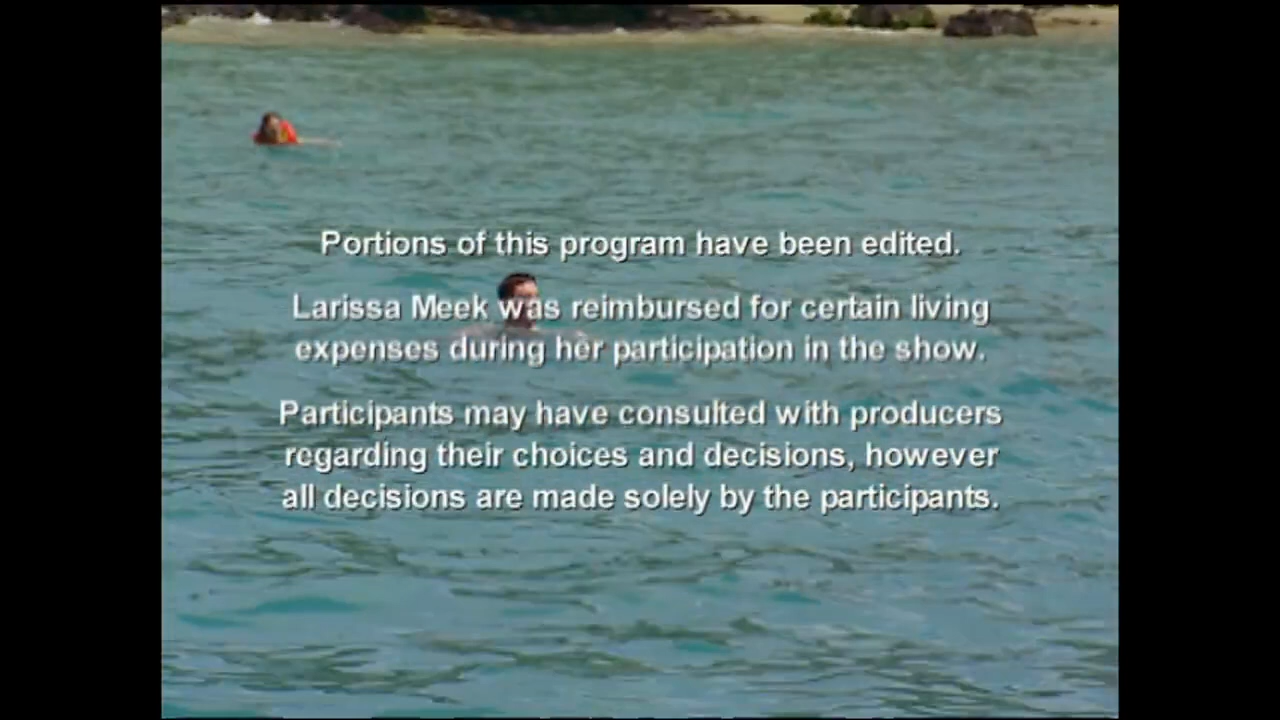 Portions of this program have been edited.
Larissa Meek was reimbursed for certain living
expenses during her participation in the show.
Participants may have consulted with producers
regarding their choices and decisions, however
all decisions are made solely by the participants.